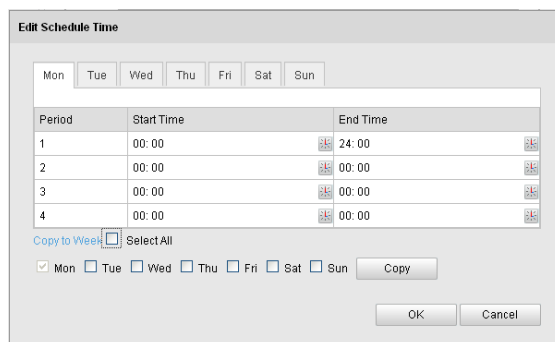 Edit Schedule Time
Mon Tue Wed Thu Fri Sat Sun
Period Start Time End Time
1 00: 00 24: 00
2 00: 00 00: 00
3 00: 00 00: 00
4 00: 00 00: 00
Copy to Week Select All
Mon Tue Wed Thu Fri Sat Sun Copy
OK Cancel